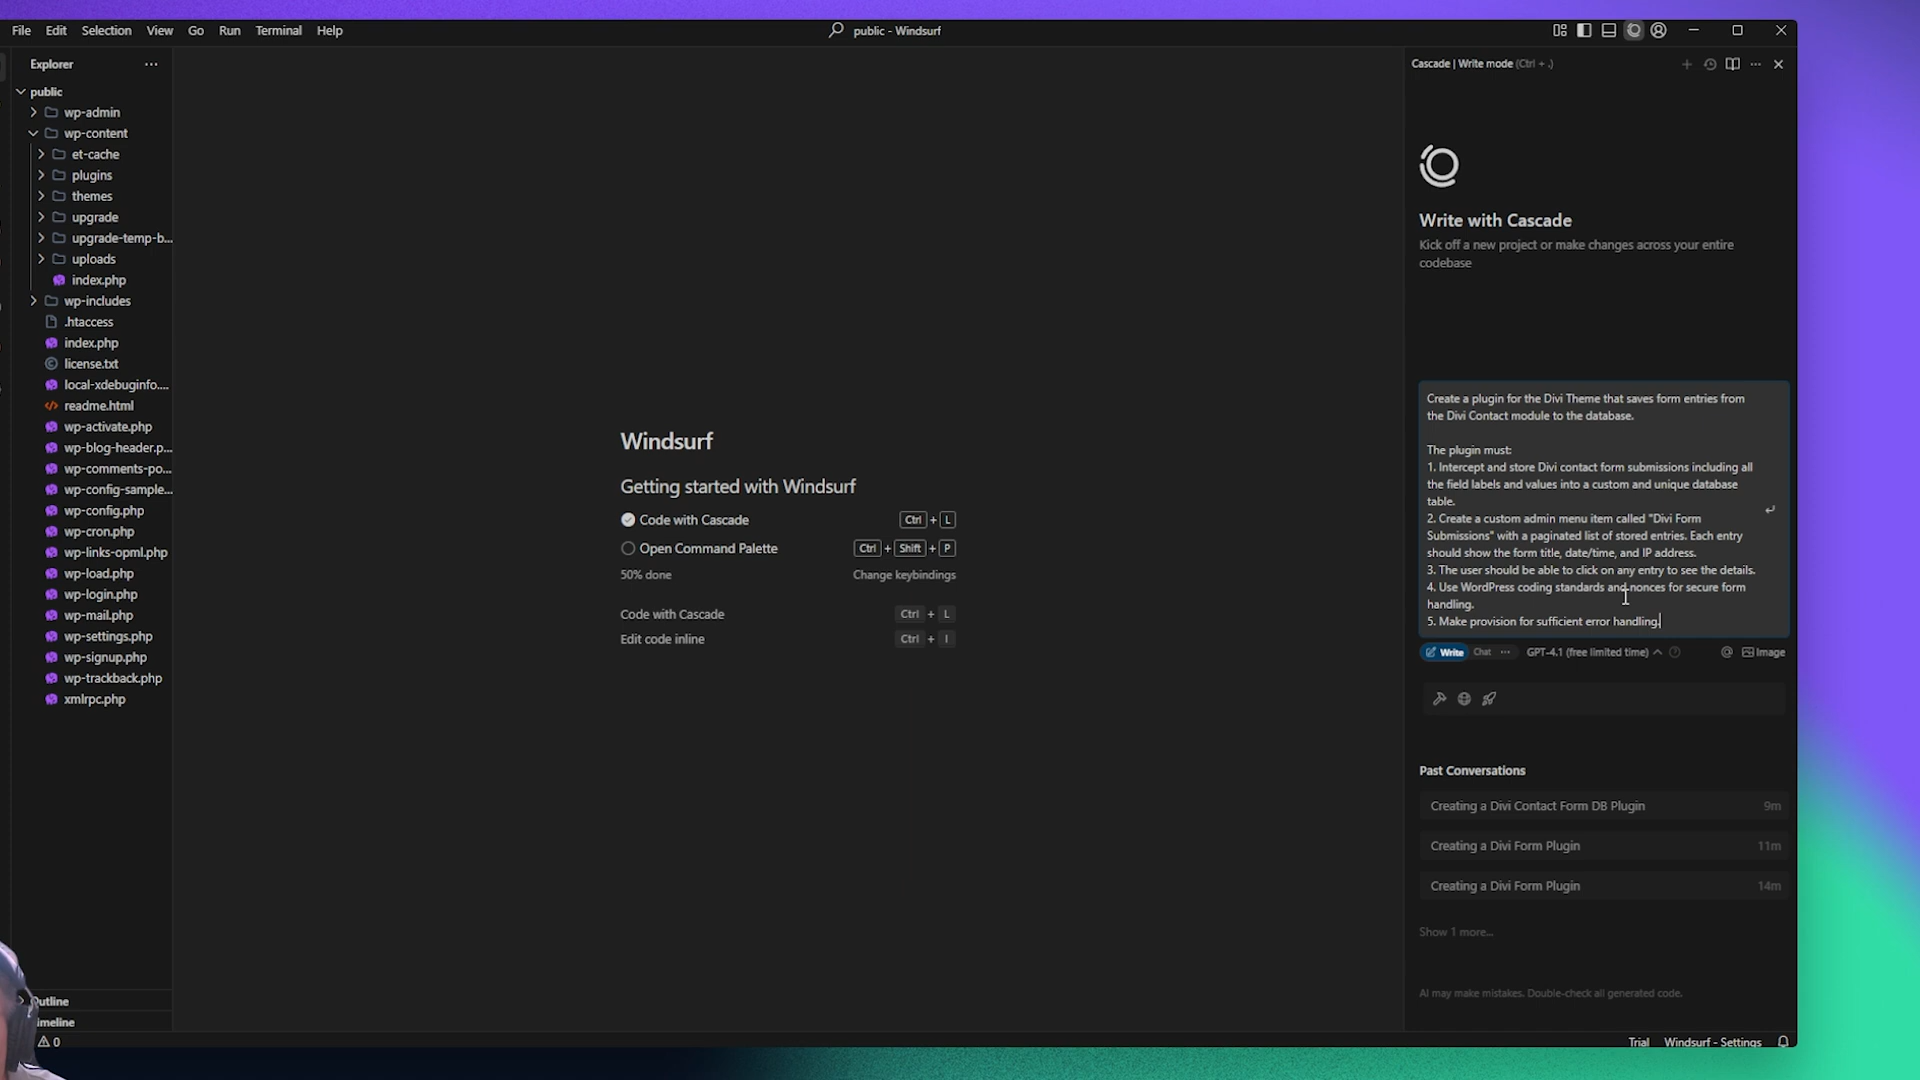 File Edit Selection View Go Run Terminal Help
public - Windsurf
Explorer
public
wp-admin
wp-content
et-cache
plugins
themes
upgrade
upgrade-temp-b...
uploads
index.php
wp-includes
.htaccess
index.php
license.txt
local-xdebuginfo....
readme.html
wp-activate.php
wp-blog-header.p...
wp-comments-po...
wp-config-sample...
wp-config.php
wp-cron.php
wp-links-opml.php
wp-load.php
wp-login.php
wp-mail.php
wp-settings.php
wp-signup.php
wp-trackback.php
xmlrpc.php
Outline
imeline
0
Windsurf
Getting started with Windsurf
Code with Cascade Ctrl + L
Open Command Palette Ctrl + Shift + P
50% done Change keybindings
Code with Cascade Ctrl + L
Edit code inline Ctrl + I
Cascade | Write mode (Ctrl + .)
Write with Cascade
Kick off a new project or make changes across your entire
codebase
Create a plugin for the Divi Theme that saves form entries from
the Divi Contact module to the database.
The plugin must:
1. Intercept and store Divi contact form submissions including all
the field labels and values into a custom and unique database
table.
2. Create a custom admin menu item called "Divi Form
Submissions" with a paginated list of stored entries. Each entry
should show the form title, date/time, and IP address.
3. The user should be able to click on any entry to see the details.
4. Use WordPress coding standards and nonces for secure form
handling.
5. Make provision for sufficient error handling.
Write Chat ... GPT-4.1 (free limited time) Image
Past Conversations
Creating a Divi Contact Form DB Plugin 9m
Creating a Divi Form Plugin 11m
Creating a Divi Form Plugin 14m
Show 1 more...
AI may make mistakes. Double-check all generated code.
Trial Windsurf - Settings